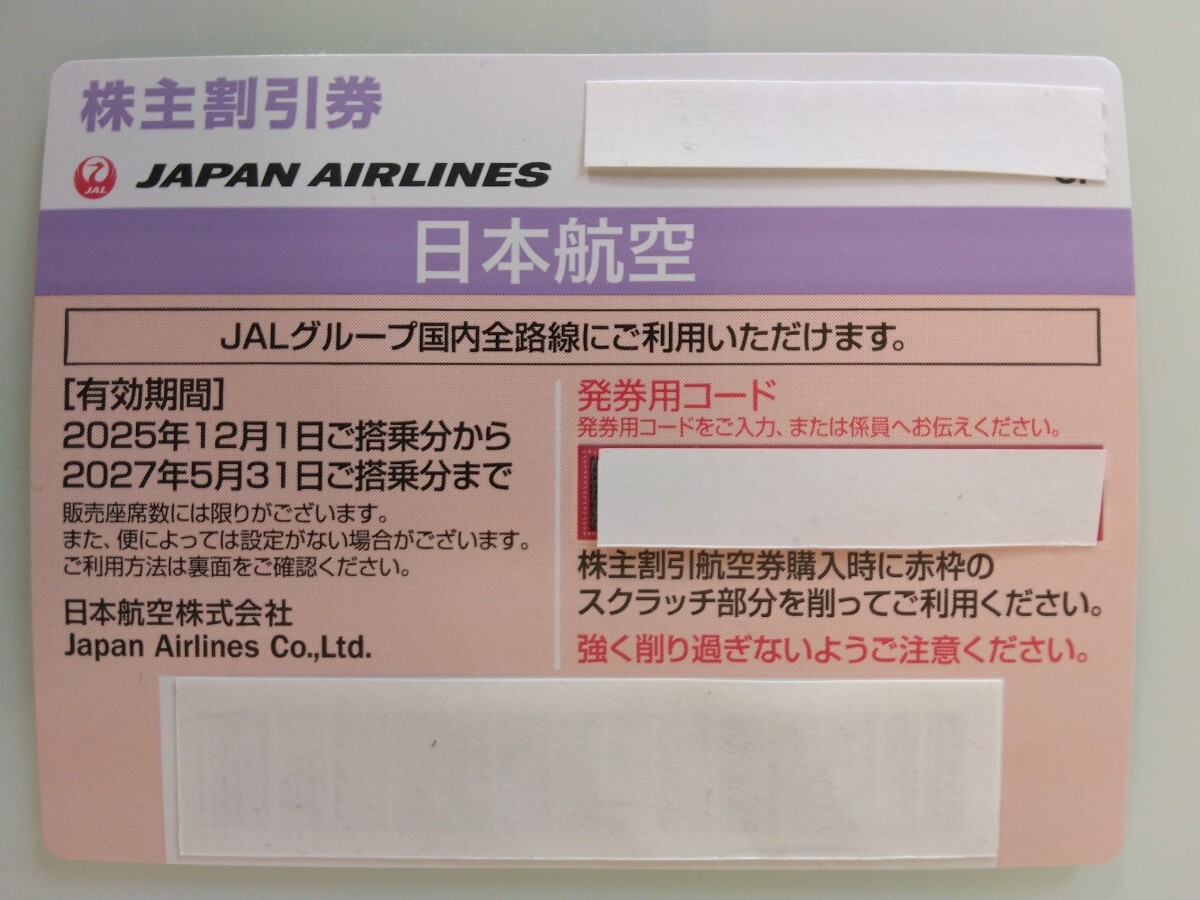 株主割引券
JAL
JAPAN AIRLINES
日本航空
JALグループ国内全路線にご利用いただけます。
[有効期間]
2025年12月1日ご搭乗分から
2027年5月31日ご搭乗分まで
販売座席数には限りがございます。
また、便によっては設定がない場合がございます。
ご利用方法は裏面をご確認ください。
日本航空株式会社
Japan Airlines Co.,Ltd.
発券用コード
発券用コードをご入力、または係員へお伝えください。
株主割引航空券購入時に赤枠の
スクラッチ部分を削ってご利用ください。
強く削り過ぎないようご注意ください。